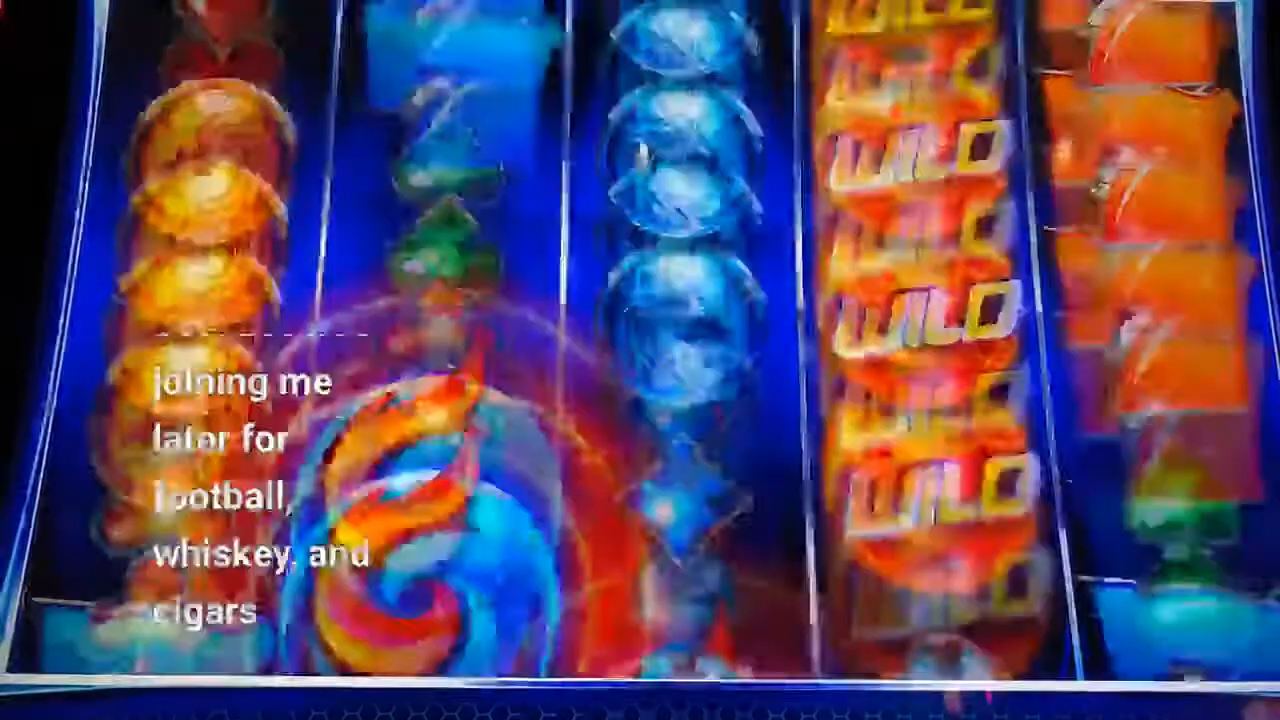 WILD
WILD
WILD
WILD
joining me
later for
football,
whiskey, and
cigars